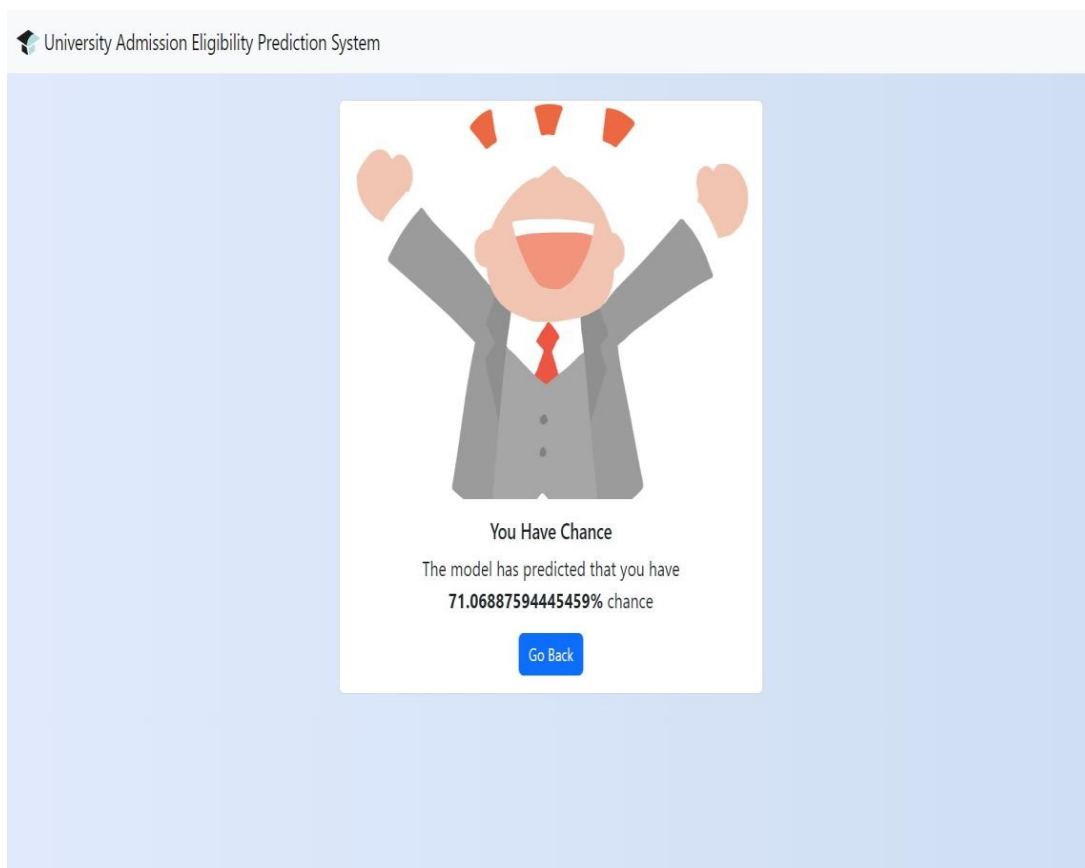 University Admission Eligibility Prediction System
You Have Chance
The model has predicted that you have
71.06887594445459% chance
Go Back